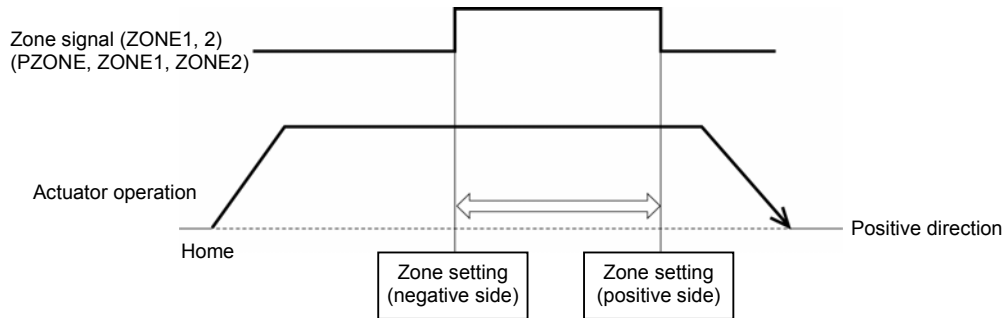 Zone signal (ZONE1, 2)
(PZONE, ZONE1, ZONE2)
Actuator operation
Positive direction
Home
Zone setting
(negative side)
Zone setting
(positive side)